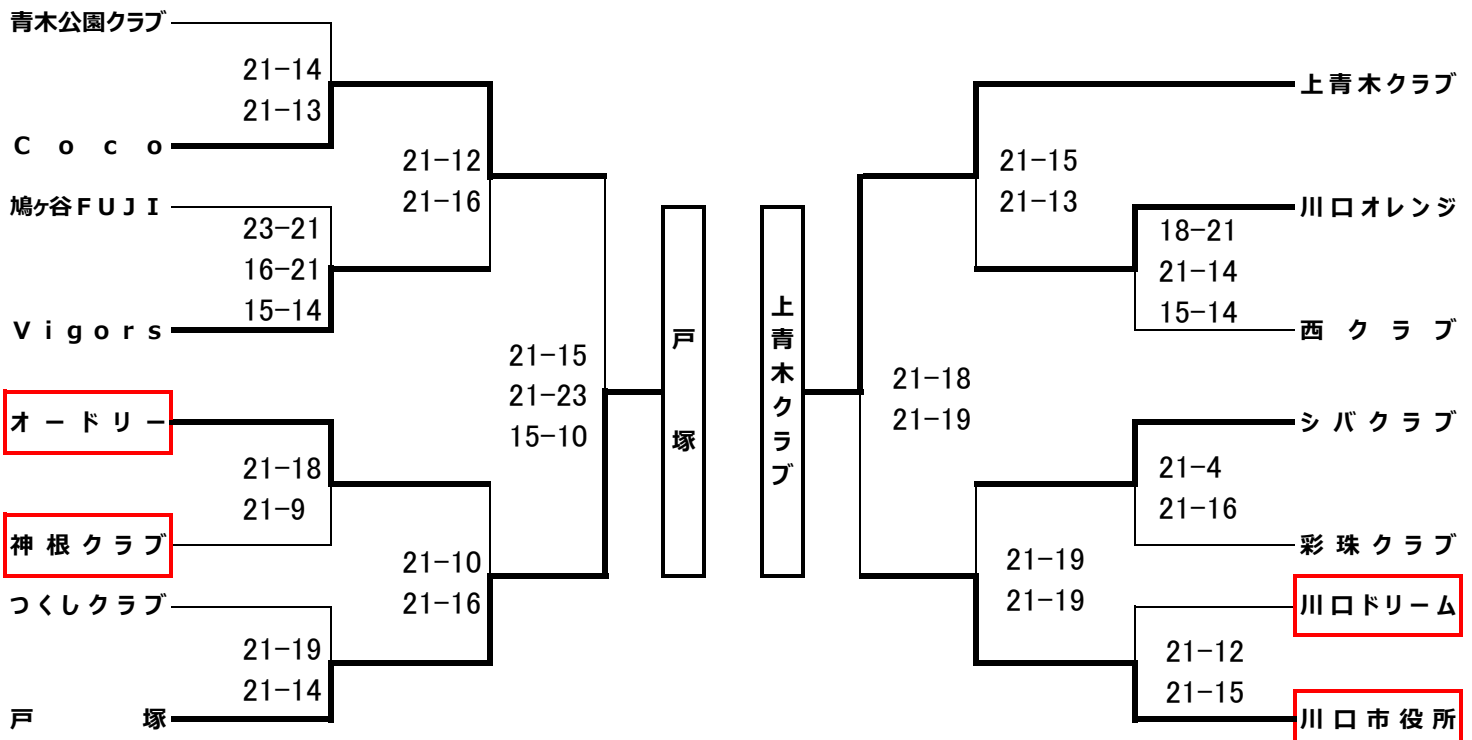 青木公園クラブ
21-14
21-13
Coco
21-12
21-16
鳩ヶ谷FUJI
23-21
16-21
15-14
Vigors
21-15
21-23
15-10
オードリー
21-18
21-9
神根クラブ
21-10
21-16
つくしクラブ
21-19
21-14
戸塚
戸塚
上青木クラブ
上青木クラブ
21-15
21-13
川口オレンジ
18-21
21-14
15-14
西クラブ
21-18
21-19
シバクラブ
21-4
21-16
彩珠クラブ
21-19
21-19
川口ドリーム
21-12
21-15
川口市役所